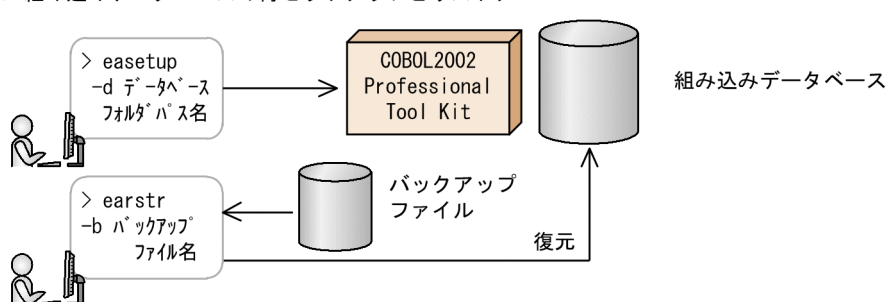 > easetup
-d ﾃﾞｰﾀﾍﾞｰｽ
ﾌｫﾙﾀﾞﾊﾟｽ名
COBOL2002
Professional
Tool Kit
組み込みデータベース
> earstr
-b ﾊﾞｯｸｱｯﾌﾟ
ﾌｧｲﾙ名
バックアップ
ファイル
復元